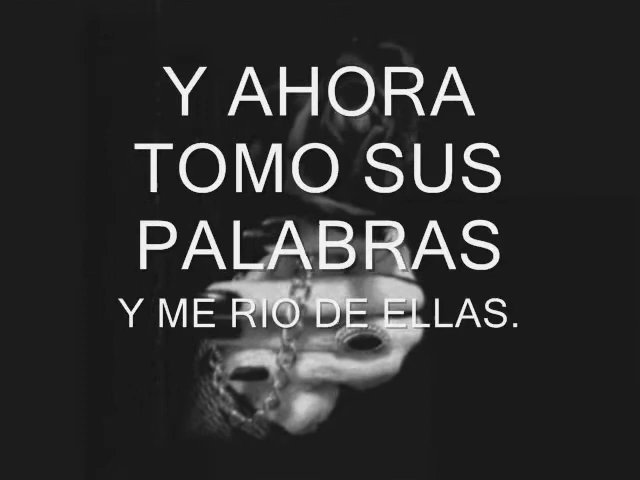 Y AHORA
TOMO SUS
PALABRAS
Y ME RIO DE ELLAS.